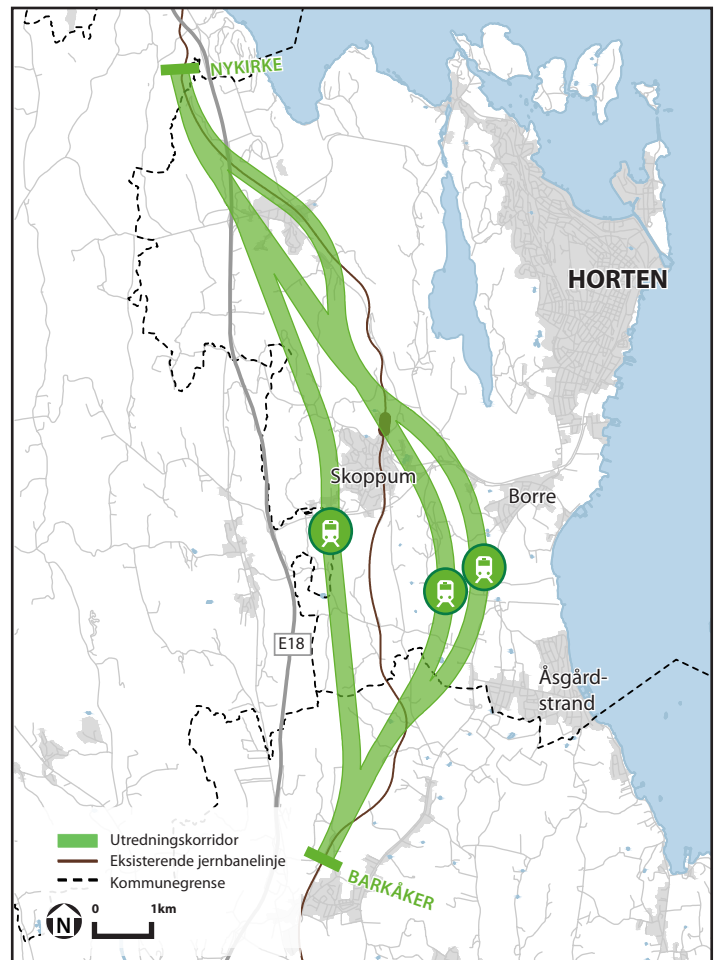 NYKIRKE
HORTEN
Skoppum
Borre
E18
Åsgård-
strand
Utredningskorridor
Eksisterende jernbanelinje
Kommunegrense
BARKÅKER
N
0 1km